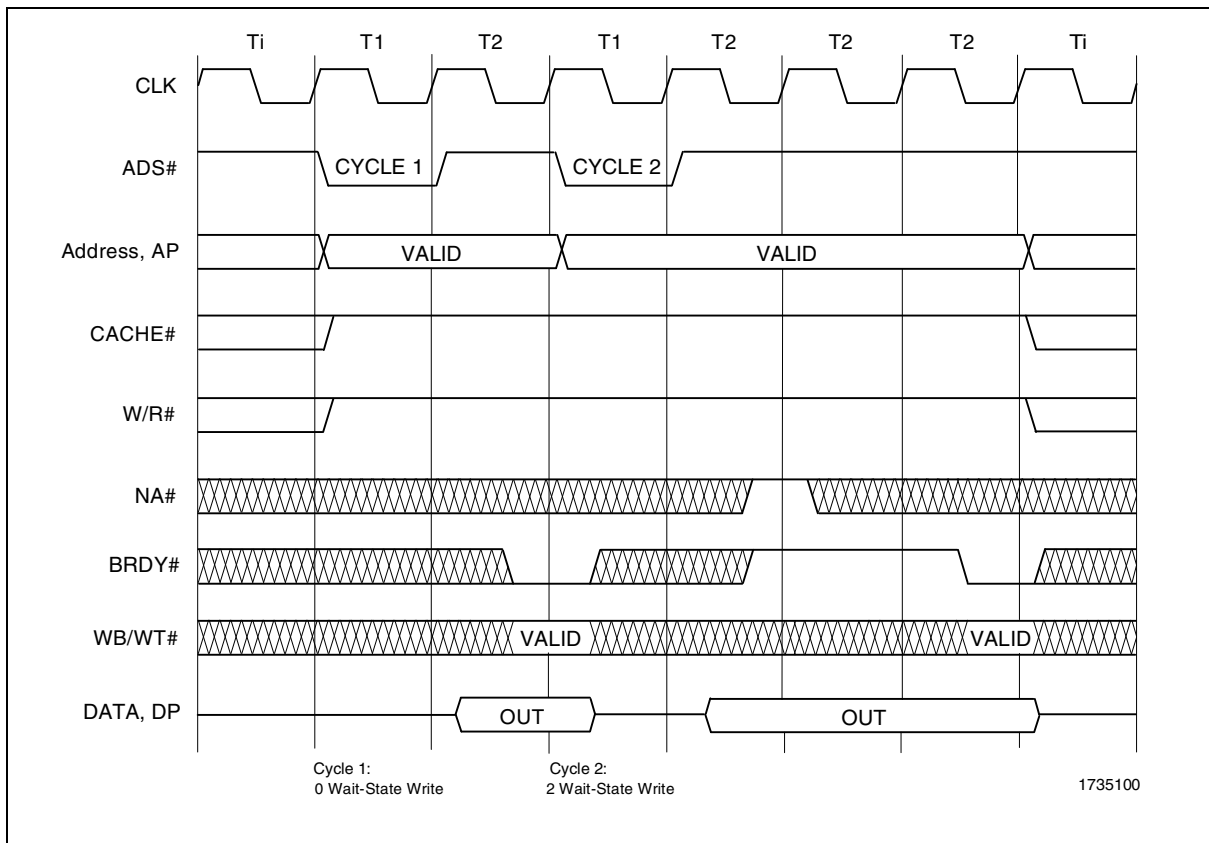 Ti T1 T2 T1 T2 T2 T2 Ti
CLK
ADS# CYCLE 1 CYCLE 2
Address, AP VALID VALID
CACHE#
W/R#
NA#
BRDY#
WB/WT# VALID VALID
DATA, DP OUT OUT
Cycle 1: Cycle 2:
0 Wait-State Write 2 Wait-State Write 1735100